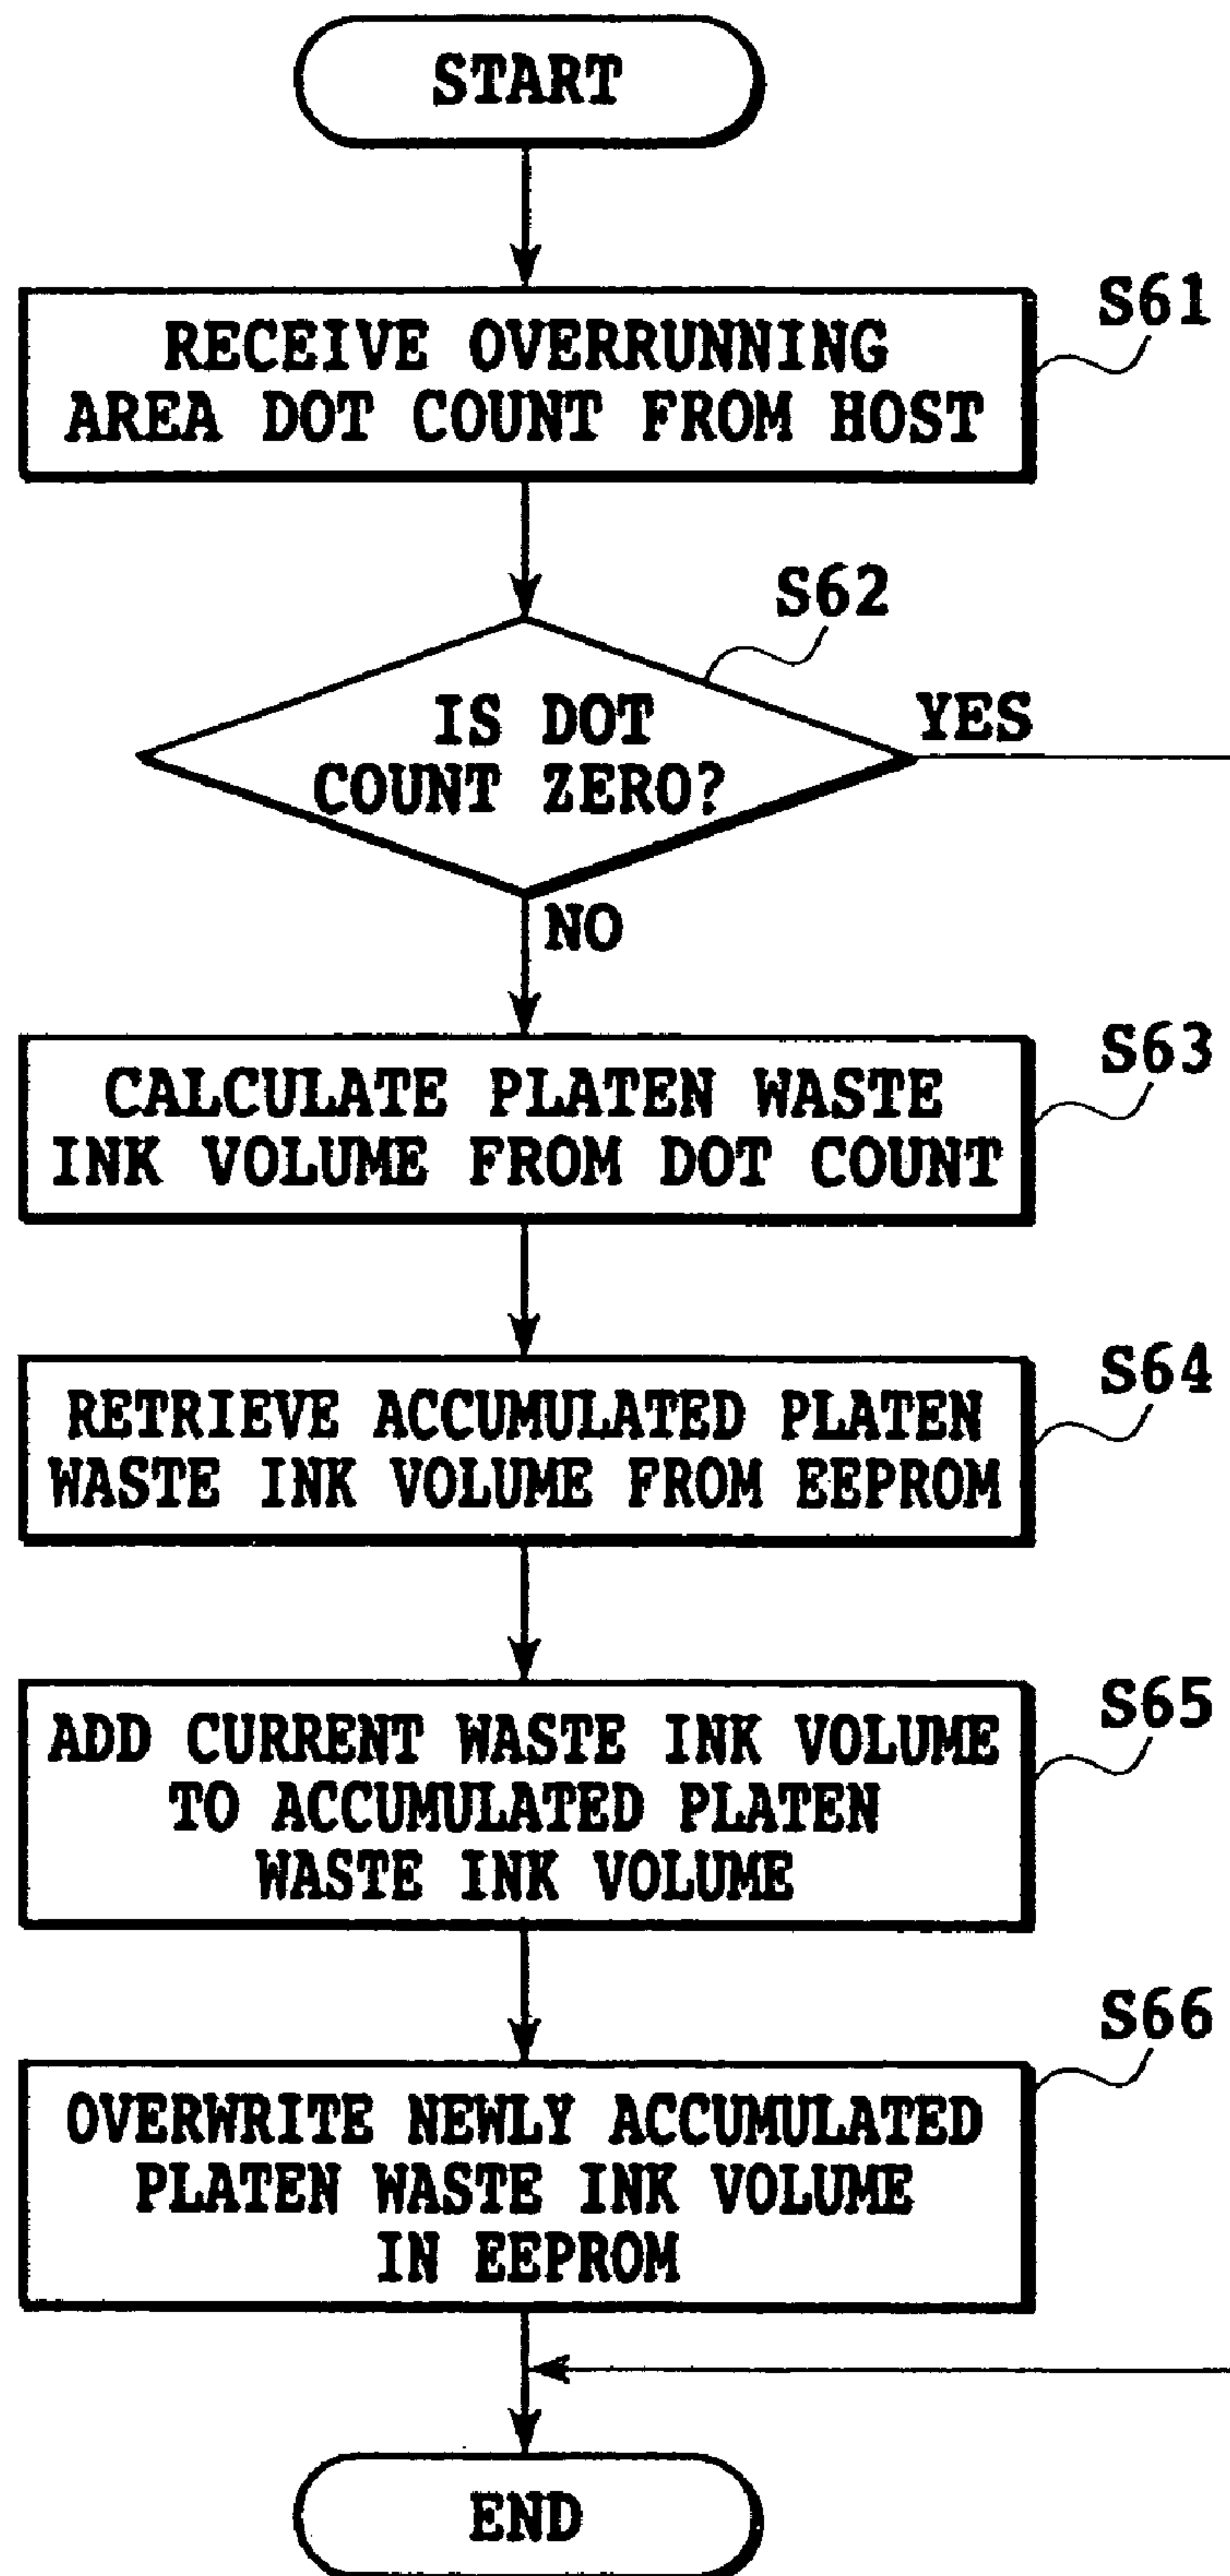 START
S61
RECEIVE OVERRUNNING
AREA DOT COUNT FROM HOST
S62
IS DOT
COUNT ZERO?
YES
NO
S63
CALCULATE PLATEN WASTE
INK VOLUME FROM DOT COUNT
S64
RETRIEVE ACCUMULATED PLATEN
WASTE INK VOLUME FROM EEPROM
S65
ADD CURRENT WASTE INK VOLUME
TO ACCUMULATED PLATEN
WASTE INK VOLUME
S66
OVERWRITE NEWLY ACCUMULATED
PLATEN WASTE INK VOLUME
IN EEPROM
END